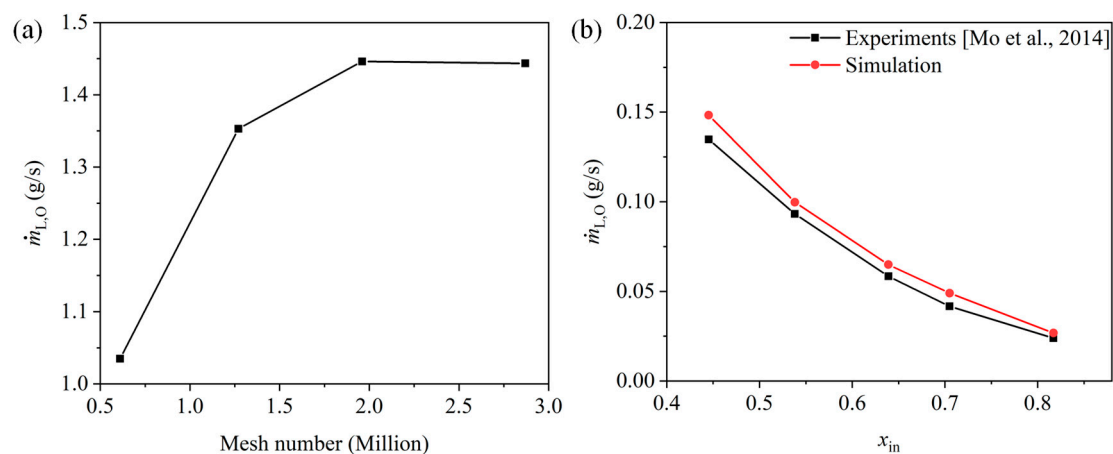 (a)
1.5
1.4
1.3
1.2
1.1
1.0
ṁL,O (g/s)
0.5 1.0 1.5 2.0 2.5 3.0
Mesh number (Million)
(b)
0.20
0.15
0.10
0.05
0.00
ṁL,O (g/s)
Experiments [Mo et al., 2014]
Simulation
0.4 0.5 0.6 0.7 0.8
xin